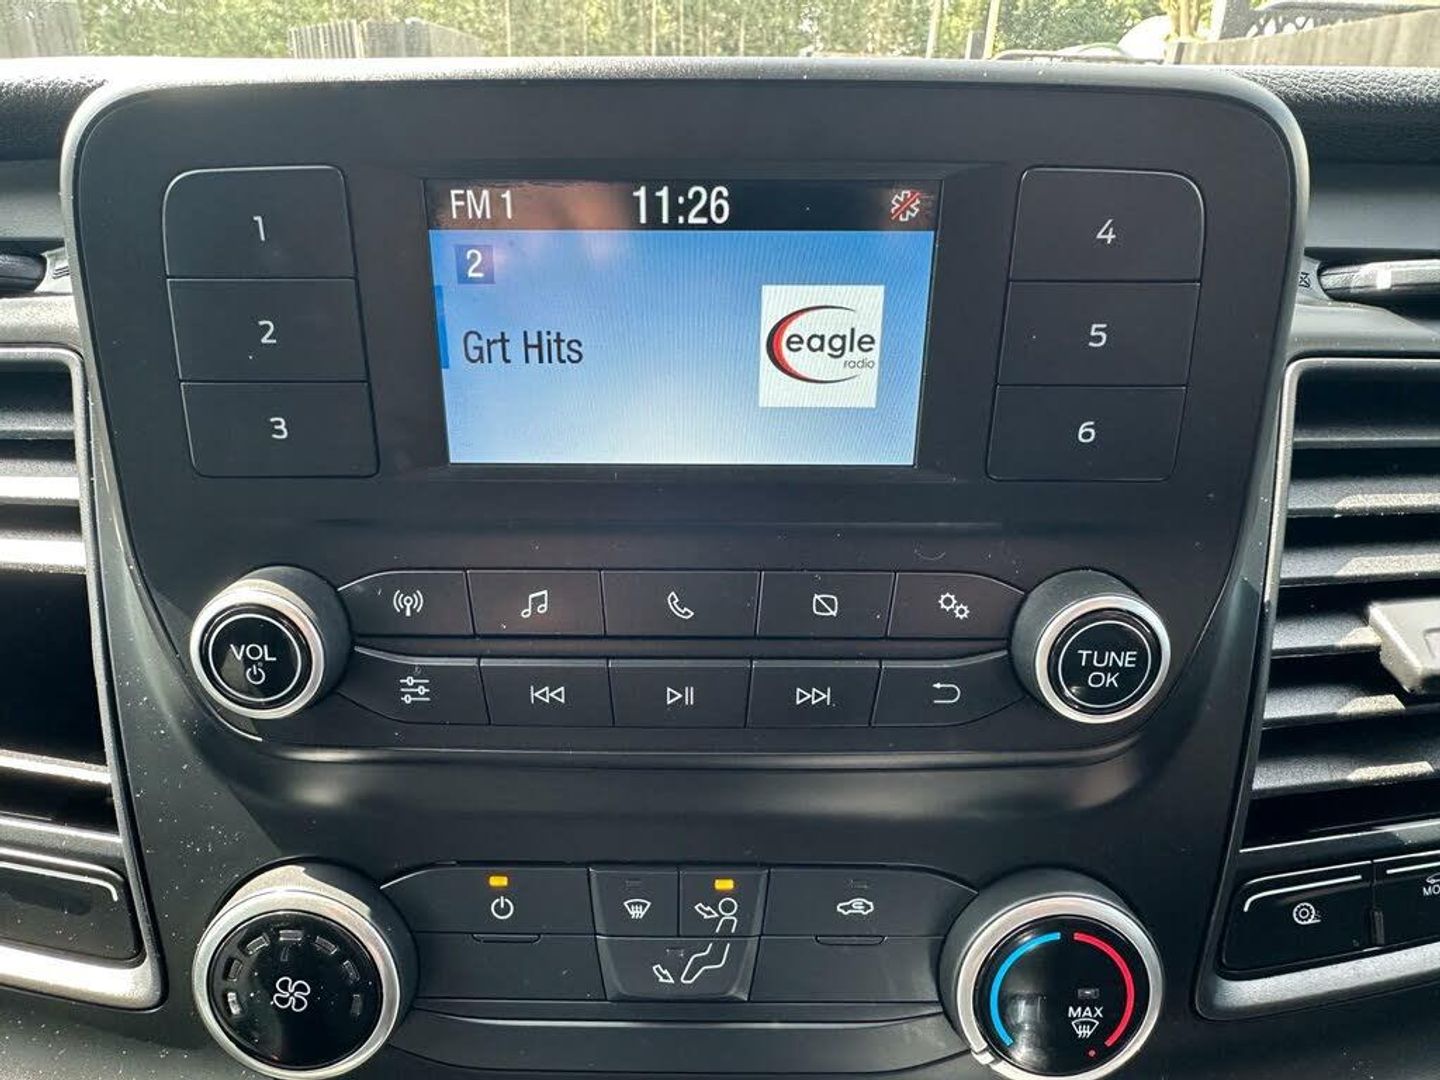 FM 1 11:26
2
Grt Hits
eagle
radio
1
2
3
4
5
6
VOL
TUNE
OK
MAX